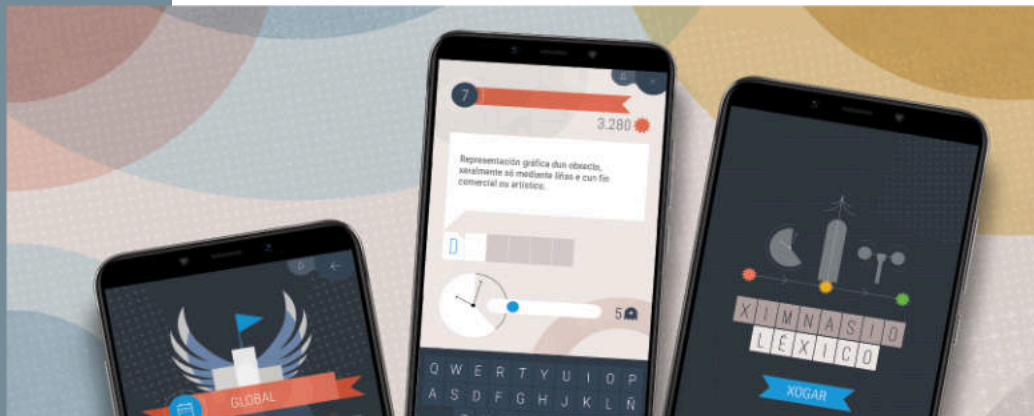 7
3.280
Representación gráfica dun obxecto,
xeralmente só mediante liñas e cun fin
comercial ou artístico.
D
5
Q W E R T Y U I O P
A S D F G H J K L Ñ
GLOBAL
XIMNASIO
LÉXICO
XOGAR